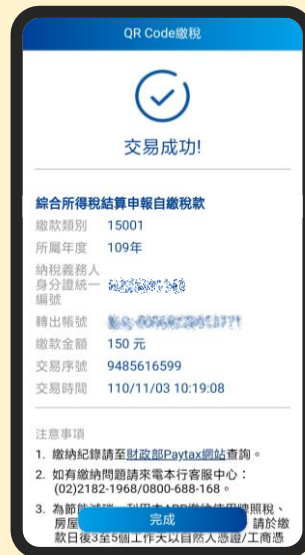 QR Code繳稅
交易成功!
綜合所得稅結算申報自繳稅款
繳款類別 15001
所屬年度 109年
納稅義務人
身分證統一
編號
轉出帳號
繳款金額 150 元
交易序號 9485616599
交易時間 110/11/03 10:19:08
注意事項
1. 繳納紀錄請至財政部Paytax網站查詢。
2. 如有繳納問題請來電本行客服中心：
(02)2182-1968/0800-688-168。
3. 為節能減碳，利用本APP繳納使用牌照稅、
房屋
完成
請於繳
款日後3至5個工作天以自然人憑證/工商憑